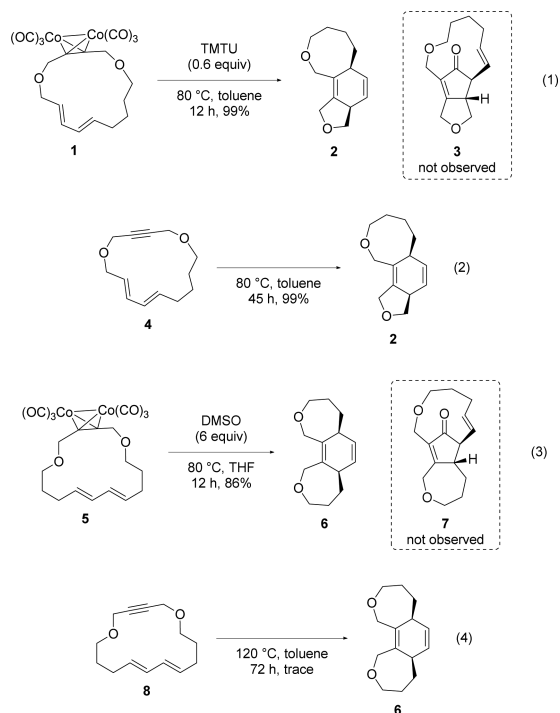 (OC)3Co Co(CO)3
O O
1
TMTU
(0.6 equiv)
80 °C, toluene
12 h, 99%
O
O
2
O
O
H
O
3
not observed
(1)
O
O
4
80 °C, toluene
45 h, 99%
O
O
2
(2)
(OC)3Co Co(CO)3
O
O
5
DMSO
(6 equiv)
80 °C, THF
12 h, 86%
O
O
6
O
O
H
O
7
not observed
(3)
O
O
8
120 °C, toluene
72 h, trace
O
O
6
(4)